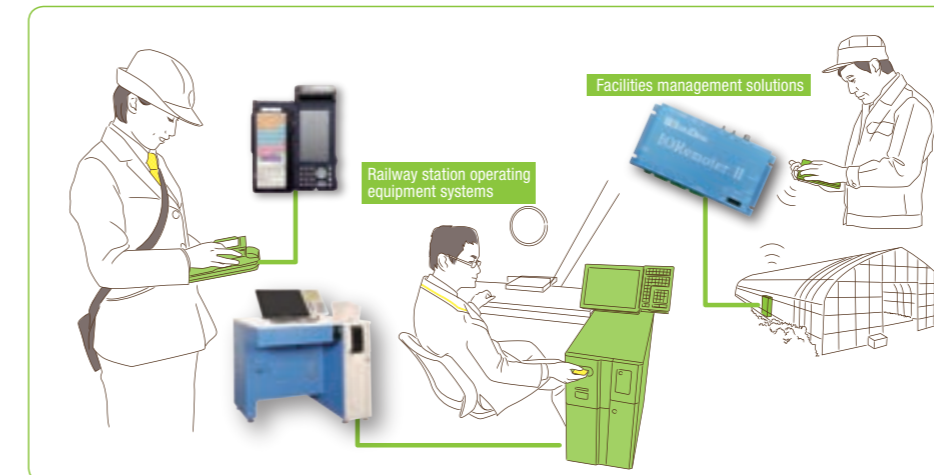 Facilities management solutions
Railway station operating
equipment systems
IORemoter II